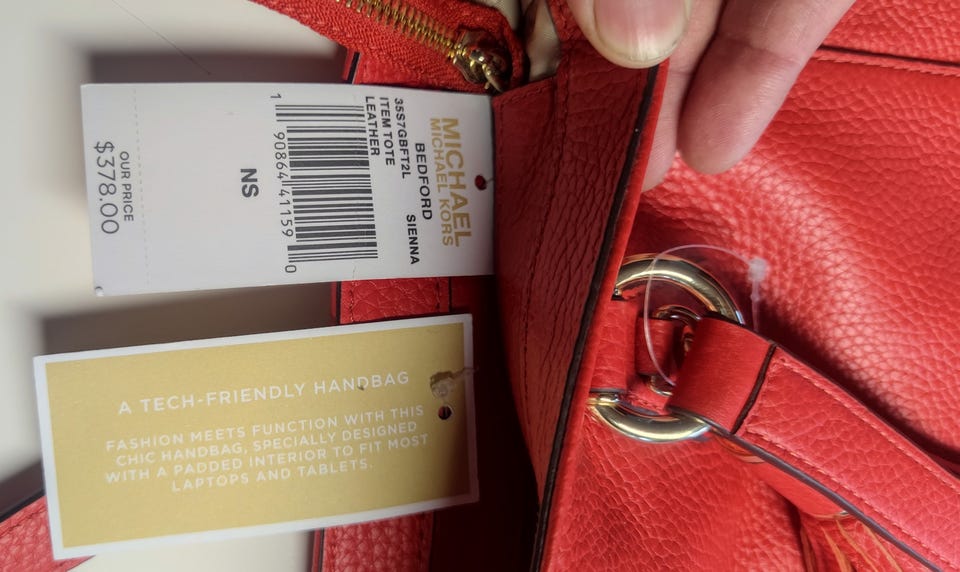 MICHAEL
MICHAEL KORS
BEDFORD SIENNA
35S7GBFT2L
ITEM TOTE
LEATHER
1 90864 41159 0
NS
OUR PRICE
$378.00
A TECH-FRIENDLY HANDBAG
FASHION MEETS FUNCTION WITH THIS
CHIC HANDBAG, SPECIALLY DESIGNED
WITH A PADDED INTERIOR TO FIT MOST
LAPTOPS AND TABLETS.